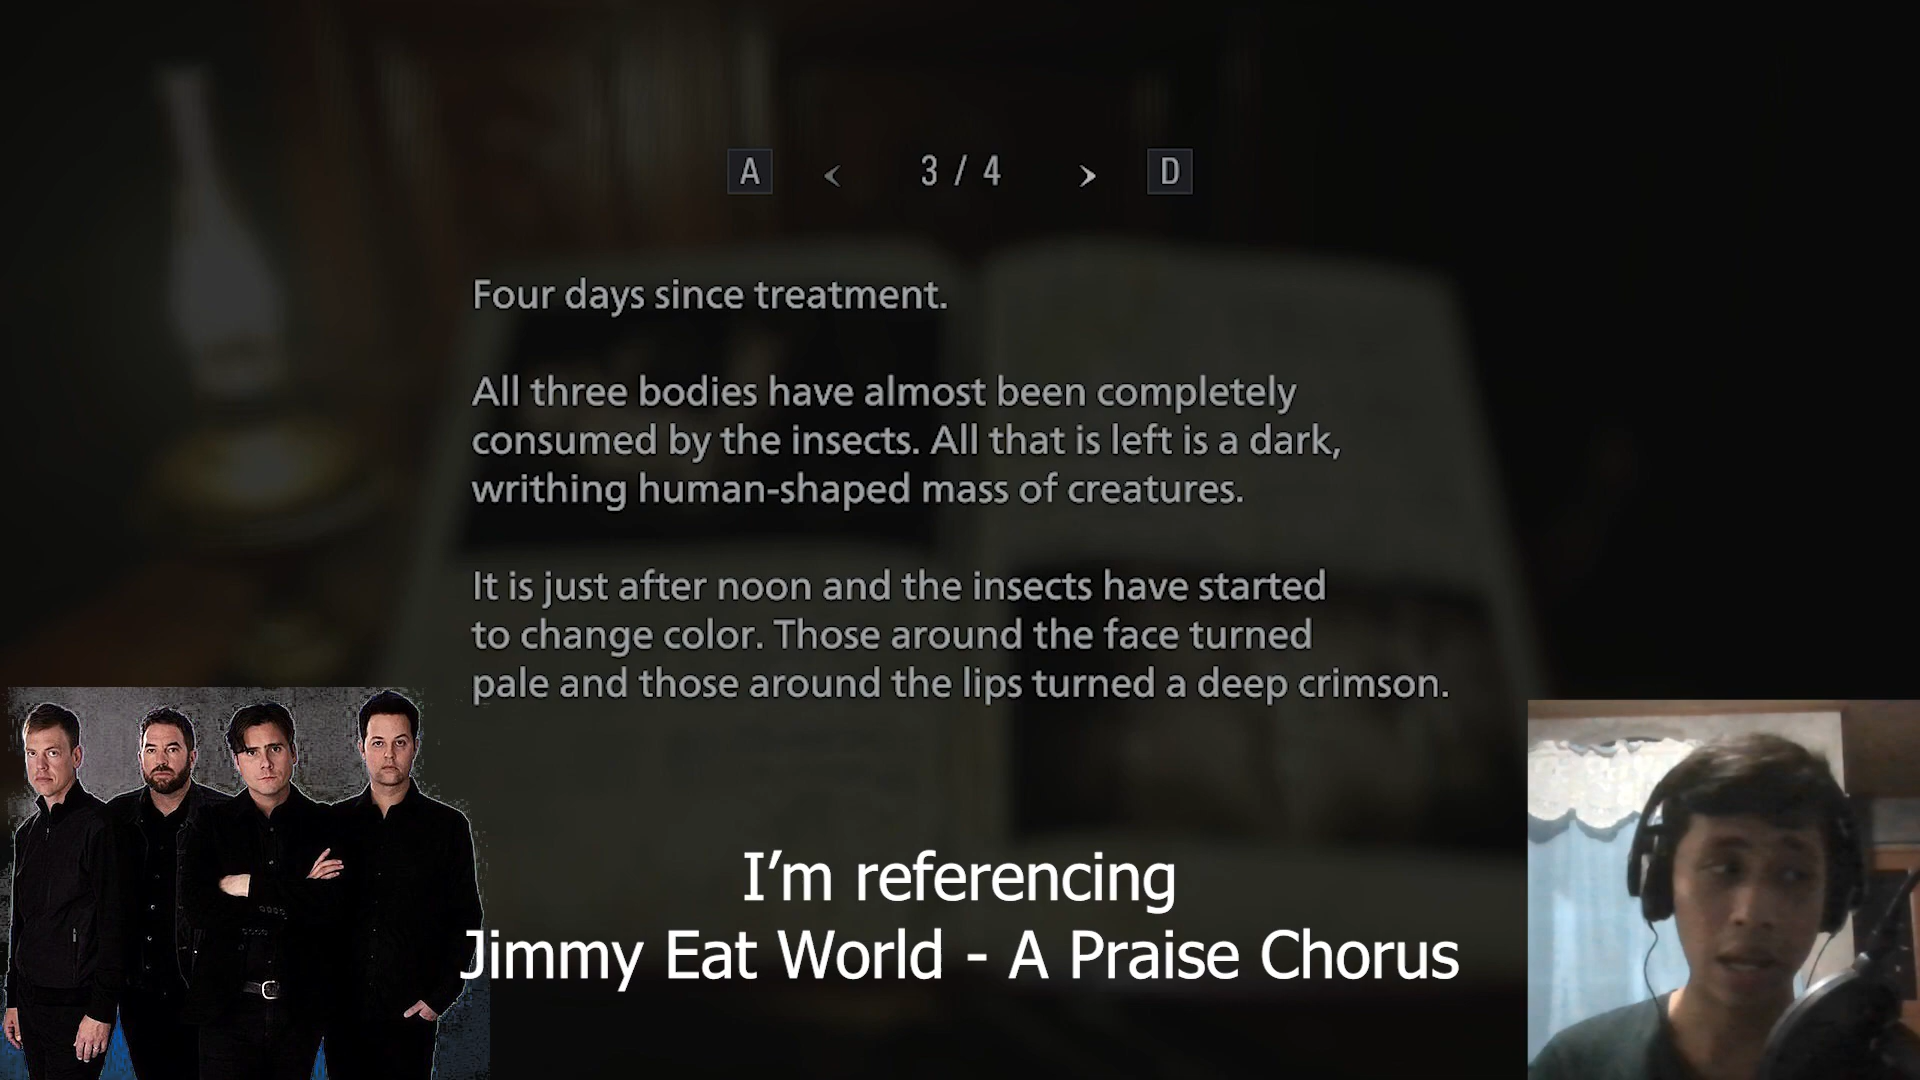 A < 3 / 4 > D
Four days since treatment.
All three bodies have almost been completely
consumed by the insects. All that is left is a dark,
writhing human-shaped mass of creatures.
It is just after noon and the insects have started
to change color. Those around the face turned
pale and those around the lips turned a deep crimson.
I’m referencing
Jimmy Eat World - A Praise Chorus